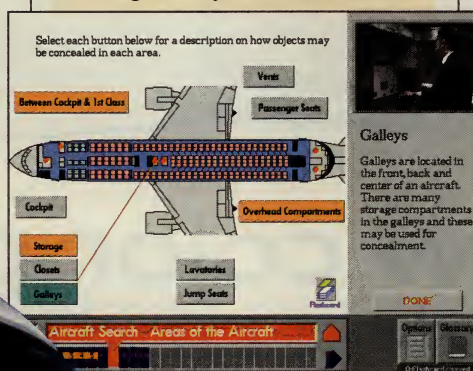 Select each button below for a description on how objects may
be concealed in each area.
Vents
Between Cockpit & 1st Class
Passenger Seats
Cockpit
Overhead Compartments
Storage
Closets
Lavatories
Galleys
Jump Seats
Flashcard
Galleys
Galleys are located in
the front, back and
center of an aircraft.
There are many
storage compartments
in the galleys and these
may be used for
concealment.
DONE
Aircraft Search - Areas of the Aircraft
Options
Glossary